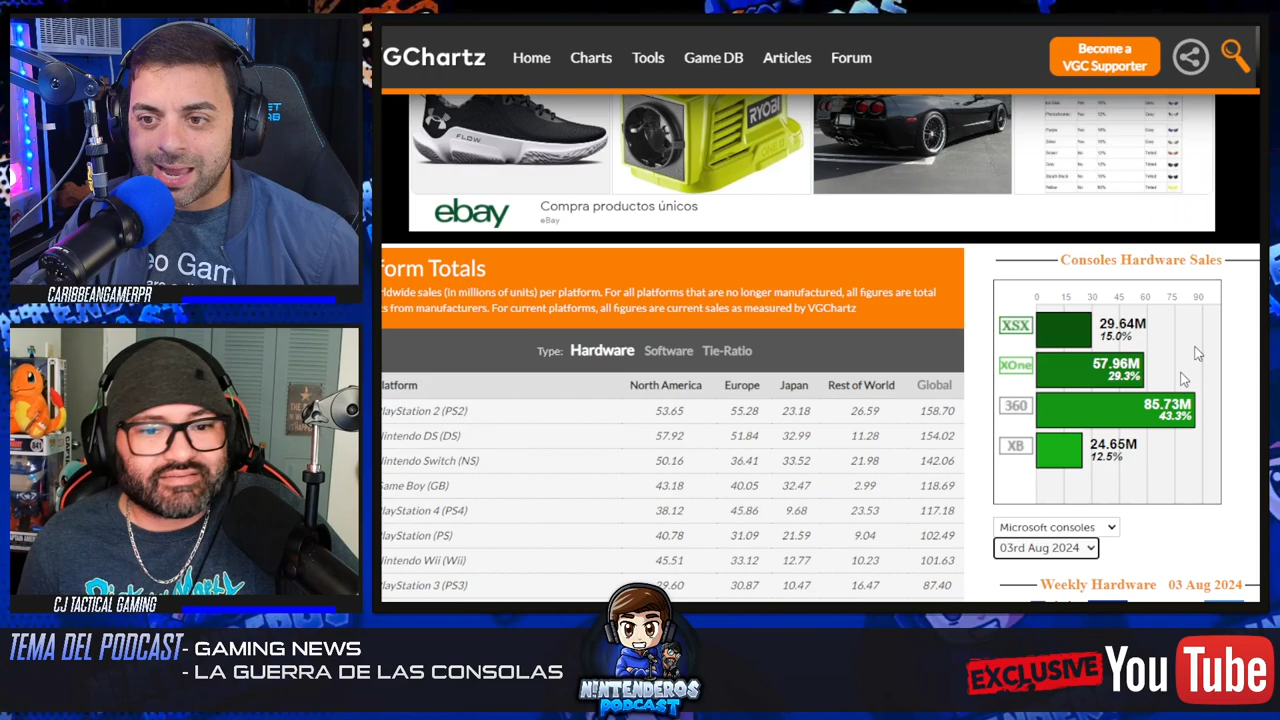 VGChartz
Home
Charts
Tools
Game DB
Articles
Forum
Become a
VGC Supporter
FLOW
RYOBI
ebay
Compra productos únicos
eBay
form Totals
rldwide sales (in millions of units) per platform. For all platforms that are no longer manufactured, all figures are total
ts from manufacturers. For current platforms, all figures are current sales as measured by VGChartz
Type: Hardware Software Tie-Ratio
latform North America Europe Japan Rest of World Global
layStation 2 (PS2) 53.65 55.28 23.18 26.59 158.70
intendo DS (DS) 57.92 51.84 32.99 11.28 154.02
intendo Switch (NS) 50.16 36.41 33.52 21.98 142.06
ame Boy (GB) 43.18 40.05 32.47 2.99 118.69
layStation 4 (PS4) 38.12 45.86 9.68 23.53 117.18
layStation (PS) 40.78 31.09 21.59 9.04 102.49
intendo Wii (Wii) 45.51 33.12 12.77 10.23 101.63
layStation 3 (PS3) 29.60 30.87 10.47 16.47 87.40
Consoles Hardware Sales
0 15 30 45 60 75 90
XSX 29.64M
15.0%
XOne 57.96M
29.3%
360 85.73M
43.3%
XB 24.65M
12.5%
Microsoft consoles
03rd Aug 2024
Weekly Hardware 03 Aug 2024
eo Gam
CARIBBEANGAMERPR
841
CJ TACTICAL GAMING
TEMA DEL PODCAST - GAMING NEWS
- LA GUERRA DE LAS CONSOLAS
NINTENDEROS
PODCAST
EXCLUSIVE
YouTube